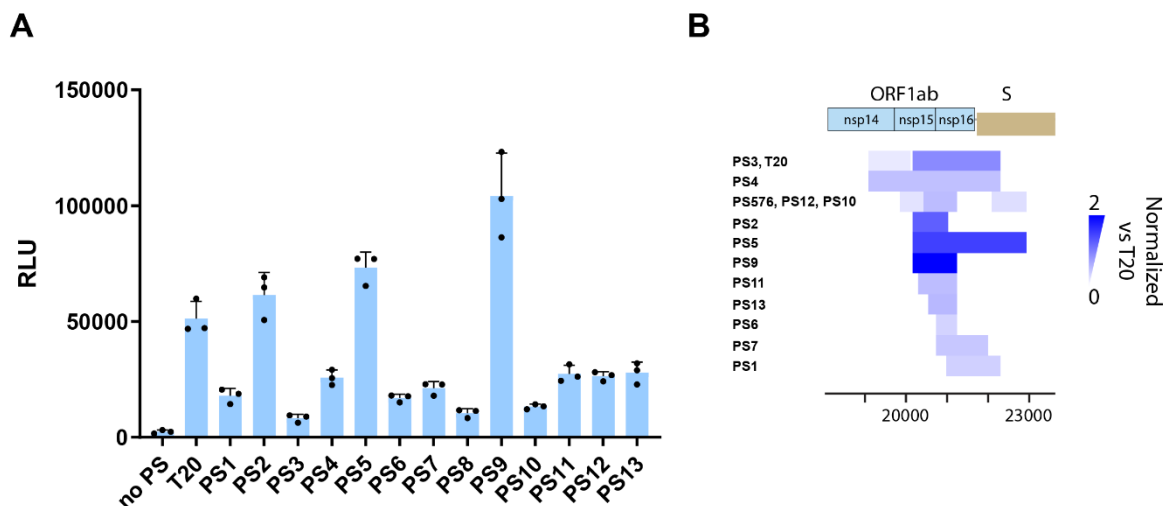 A
RLU
150000
100000
50000
0
no PS
T20
PS1
PS2
PS3
PS4
PS5
PS6
PS7
PS8
PS9
PS10
PS11
PS12
PS13
B
ORF1ab S
nsp14 nsp15 nsp16
PS3, T20
PS4
PS576, PS12, PS10
PS2
PS5
PS9
PS11
PS13
PS6
PS7
PS1
20000 23000
2
0
Normalized
vs T20